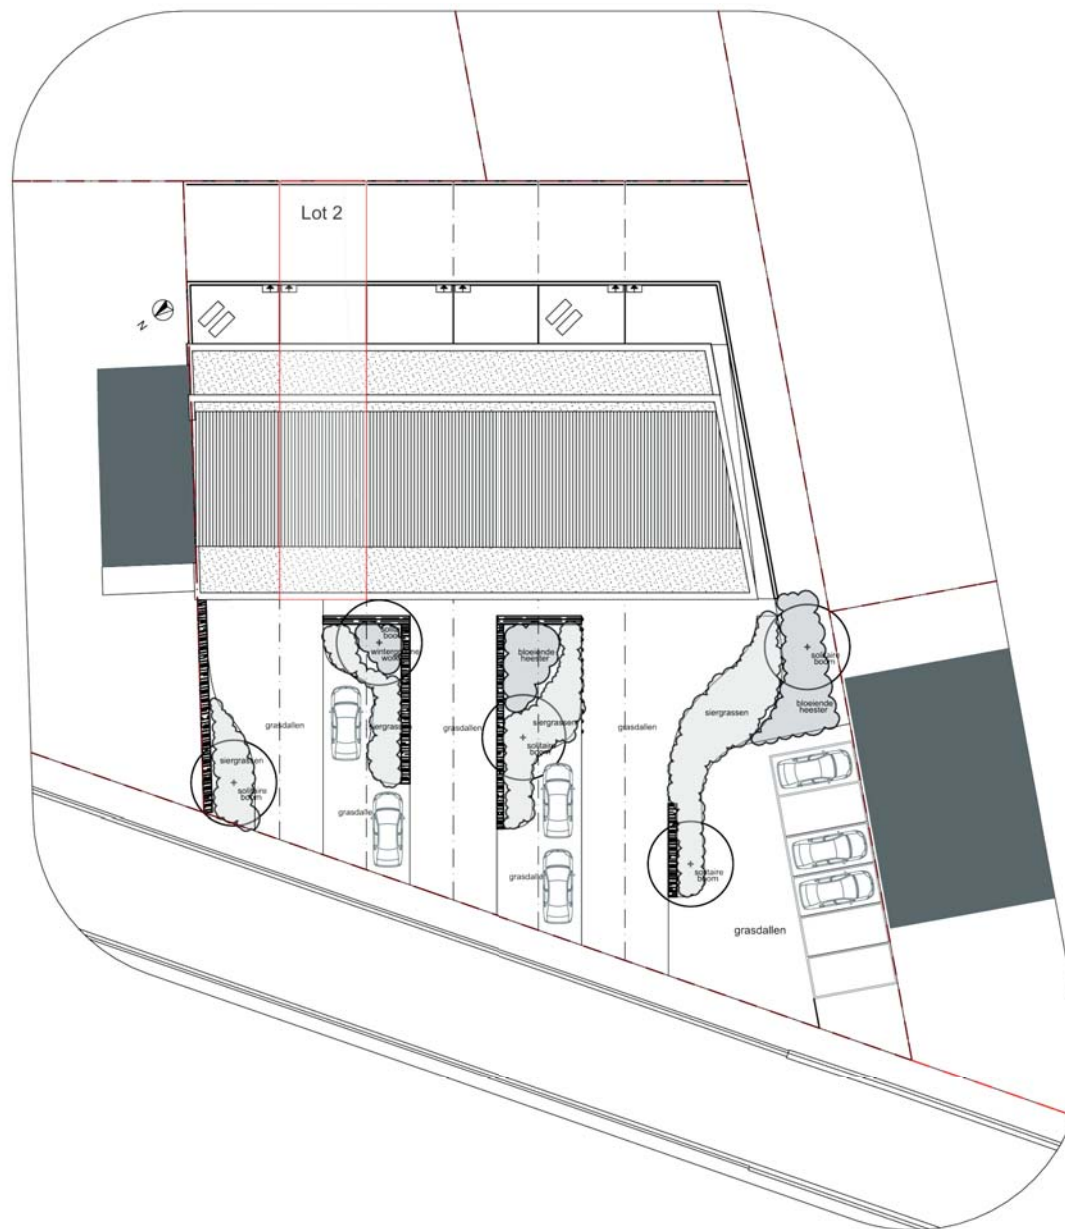 Lot 2
N
bloeiende
heester
solitaire
boom
bloeiende
heester
siergrassen
siergrassen
grasdallen
siergrassen
grasdallen
grasdallen
solitaire
boom
siergrassen
solitaire
boom
grasdallen
grasdallen
solitaire
boom
grasdallen